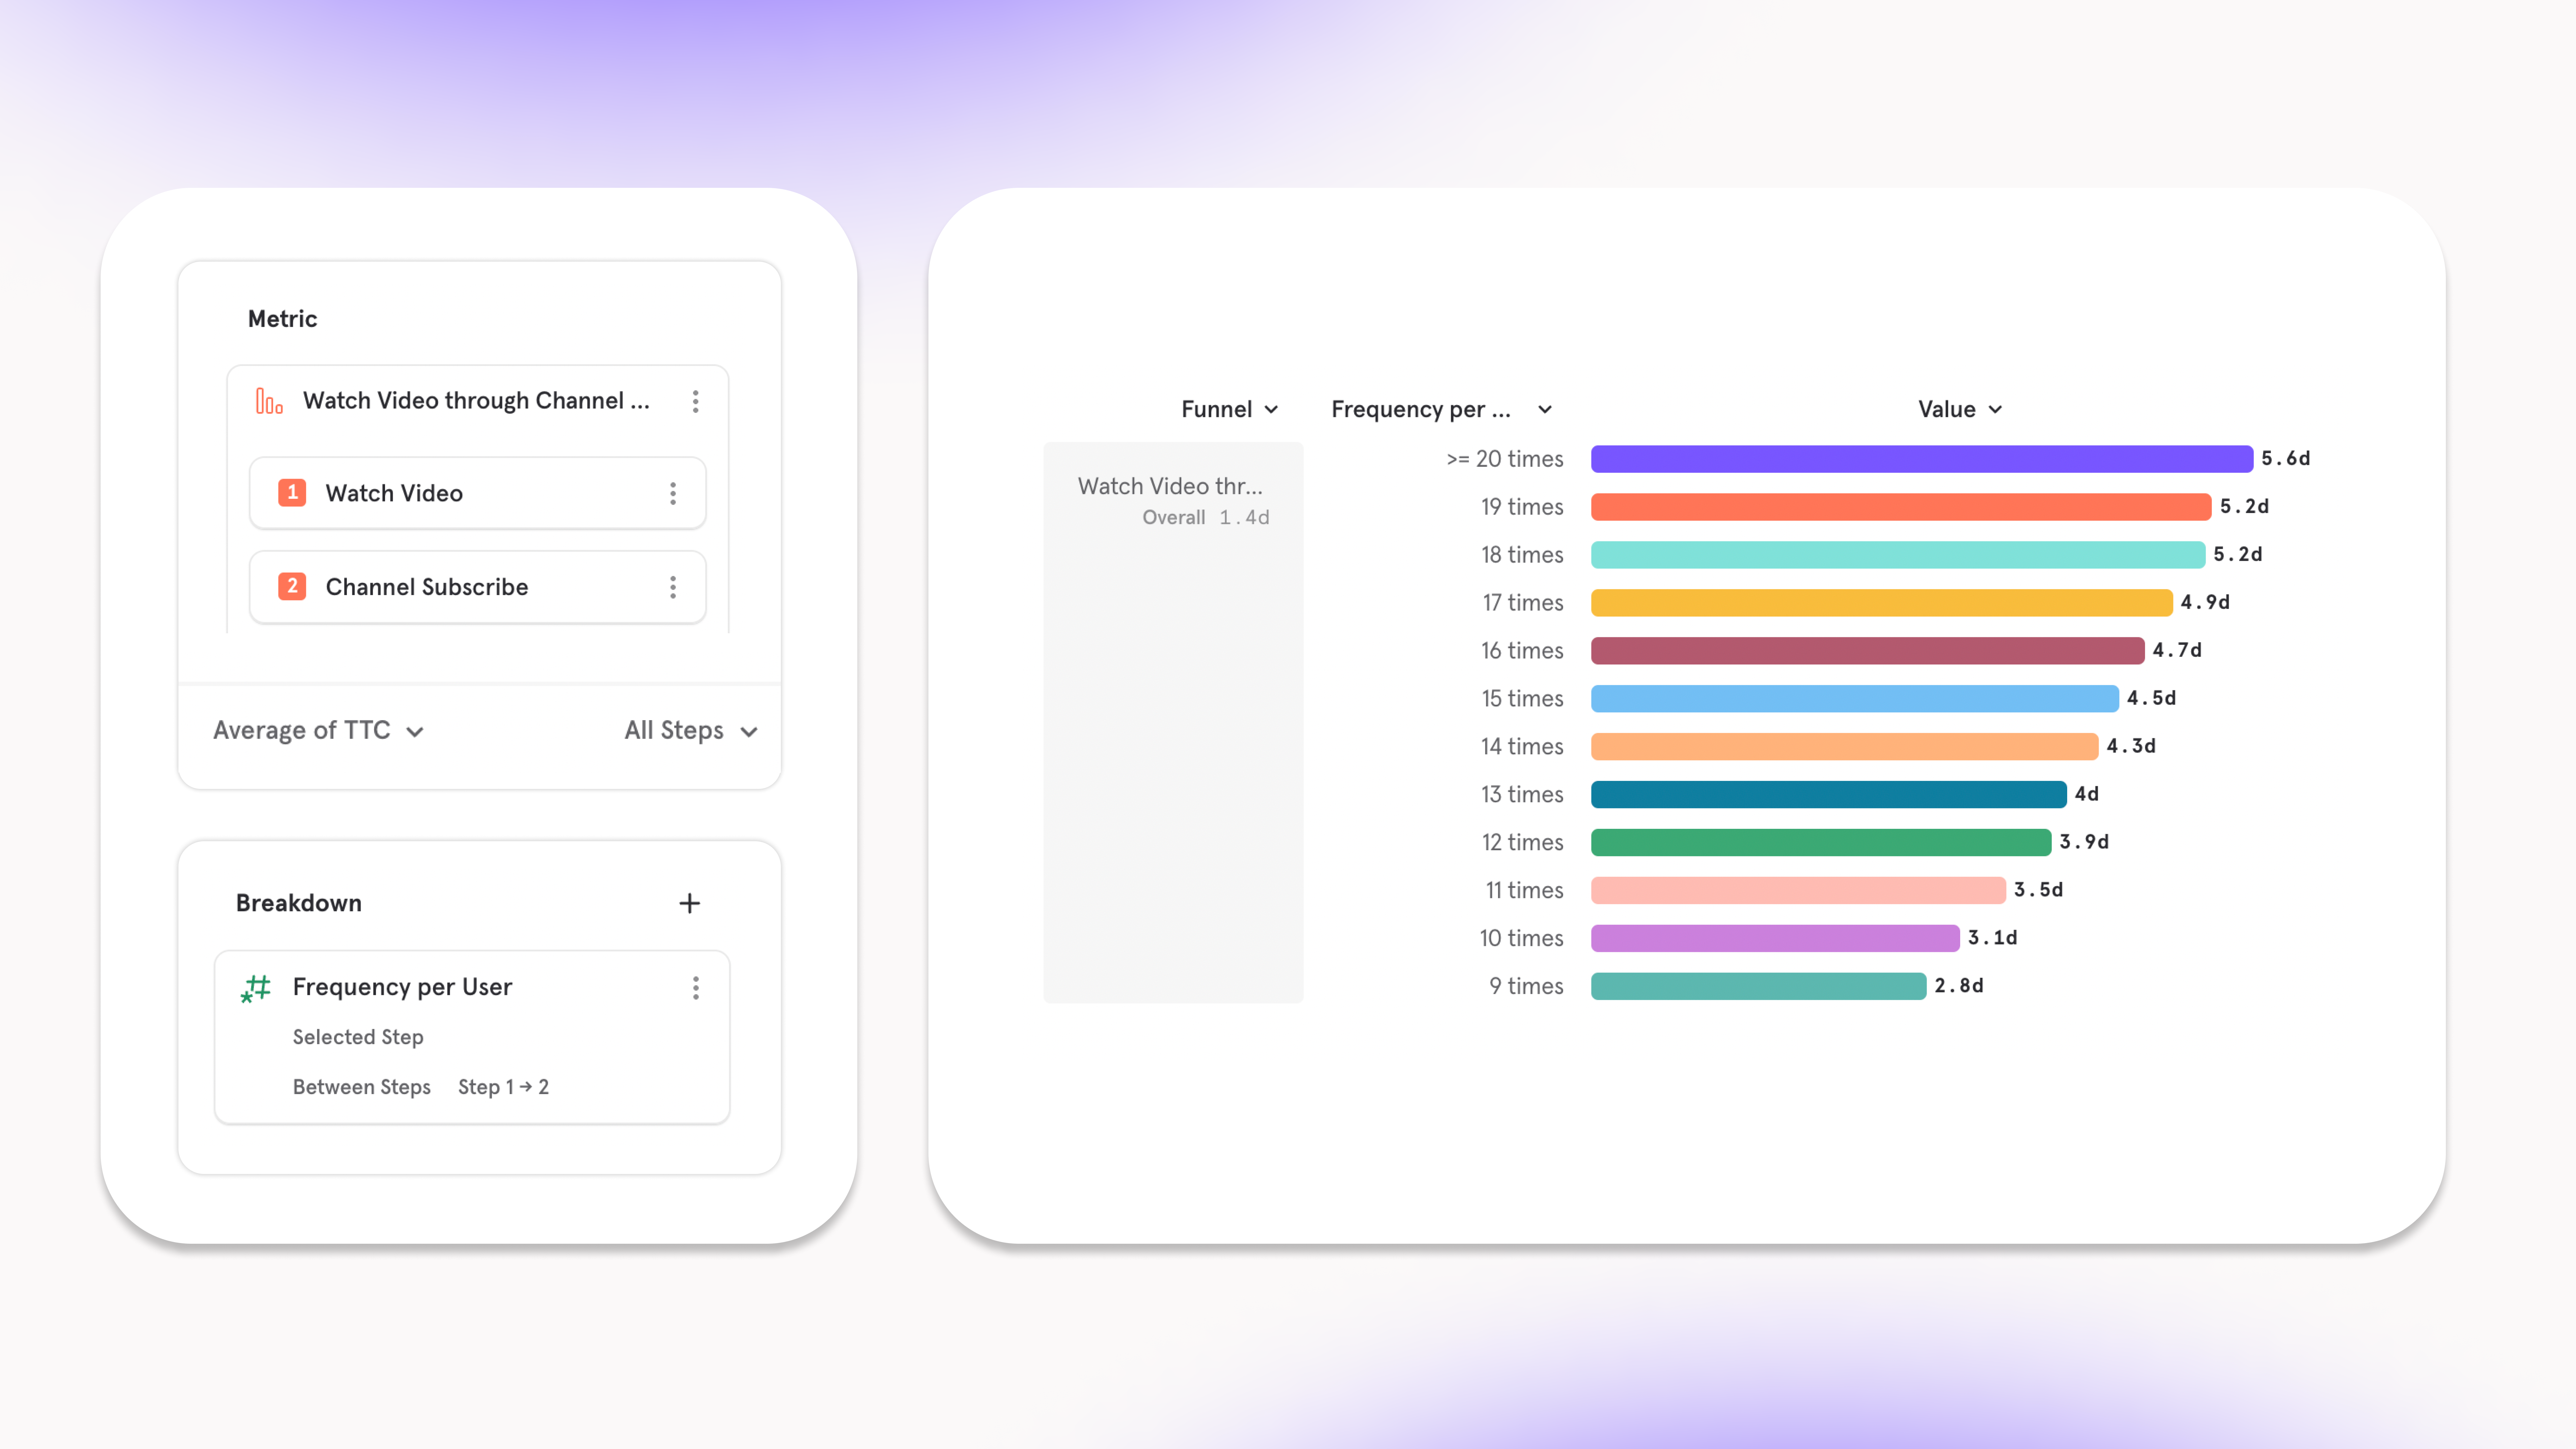 Metric
Watch Video through Channel ...
1 Watch Video
2 Channel Subscribe
Average of TTC All Steps
Breakdown
Frequency per User
Selected Step
Between Steps Step 1 → 2
Funnel Frequency per ... Value
Watch Video thr...
Overall 1.4d
>= 20 times 5.6d
19 times 5.2d
18 times 5.2d
17 times 4.9d
16 times 4.7d
15 times 4.5d
14 times 4.3d
13 times 4d
12 times 3.9d
11 times 3.5d
10 times 3.1d
9 times 2.8d